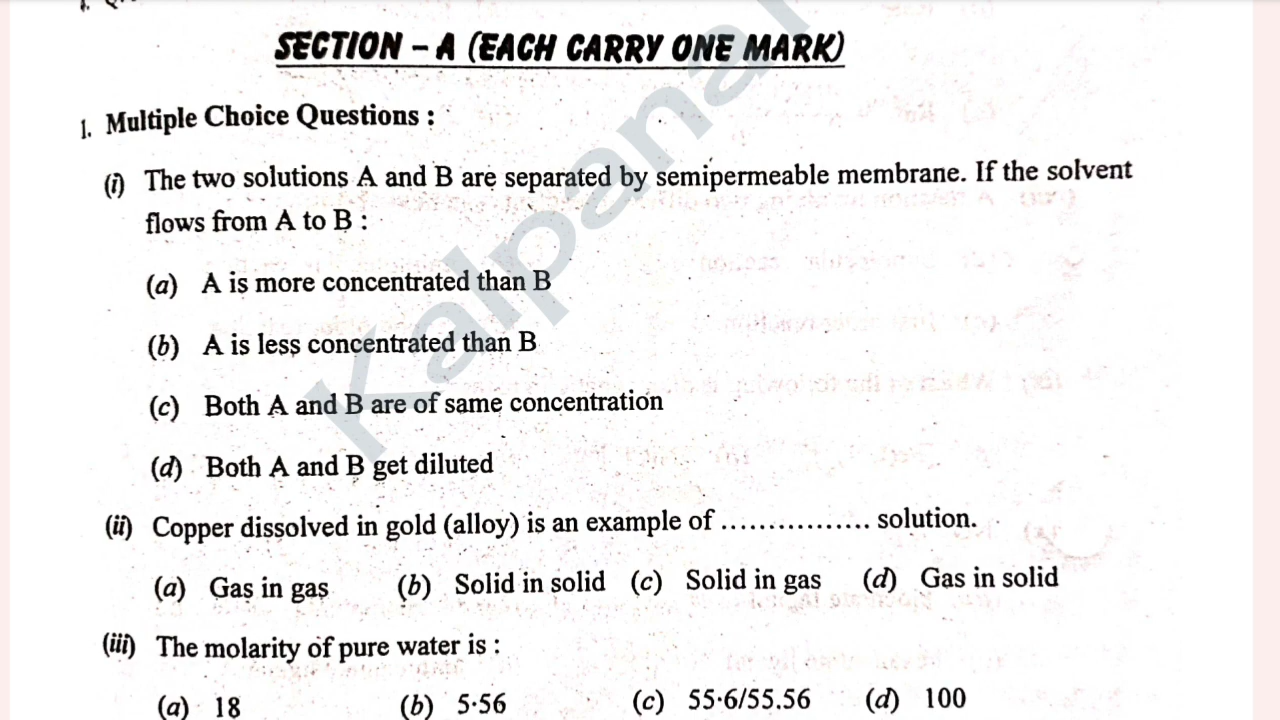 SECTION – A (EACH CARRY ONE MARK)
1. Multiple Choice Questions :
(i) The two solutions A and B are separated by semipermeable membrane. If the solvent
flows from A to B :
(a) A is more concentrated than B
(b) A is less concentrated than B
(c) Both A and B are of same concentration
(d) Both A and B get diluted
(ii) Copper dissolved in gold (alloy) is an example of ................ solution.
(a) Gas in gas (b) Solid in solid (c) Solid in gas (d) Gas in solid
(iii) The molarity of pure water is :
(a) 18 (b) 5·56 (c) 55·6/55.56 (d) 100